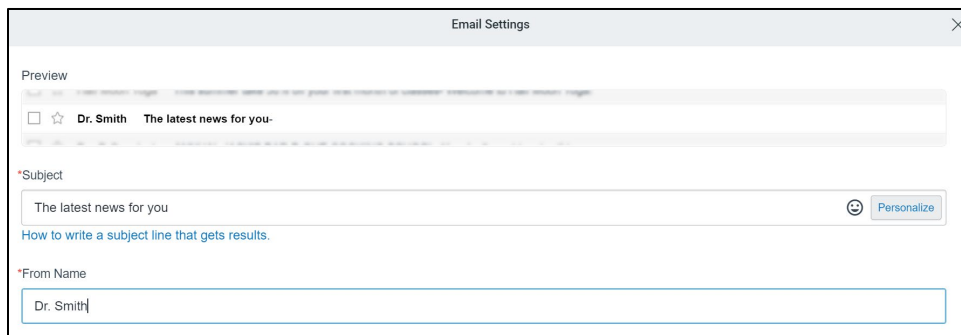 Email Settings
Preview
Dr. Smith The latest news for you-
*Subject
The latest news for you
Personalize
How to write a subject line that gets results.
*From Name
Dr. Smith